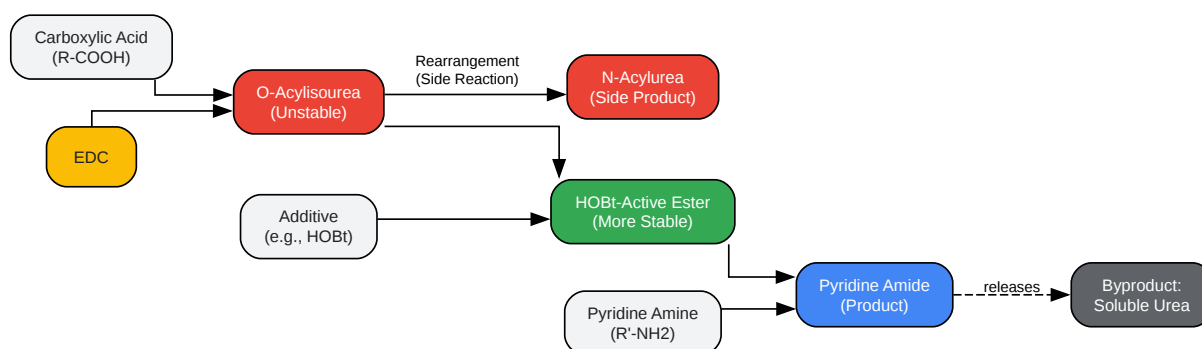 Carboxylic Acid
(R-COOH)
EDC
O-Acylisourea
(Unstable)
Rearrangement
(Side Reaction)
N-Acylurea
(Side Product)
Additive
(e.g., HOBt)
HOBt-Active Ester
(More Stable)
Pyridine Amine
(R'-NH2)
Pyridine Amide
(Product)
releases
Byproduct:
Soluble Urea